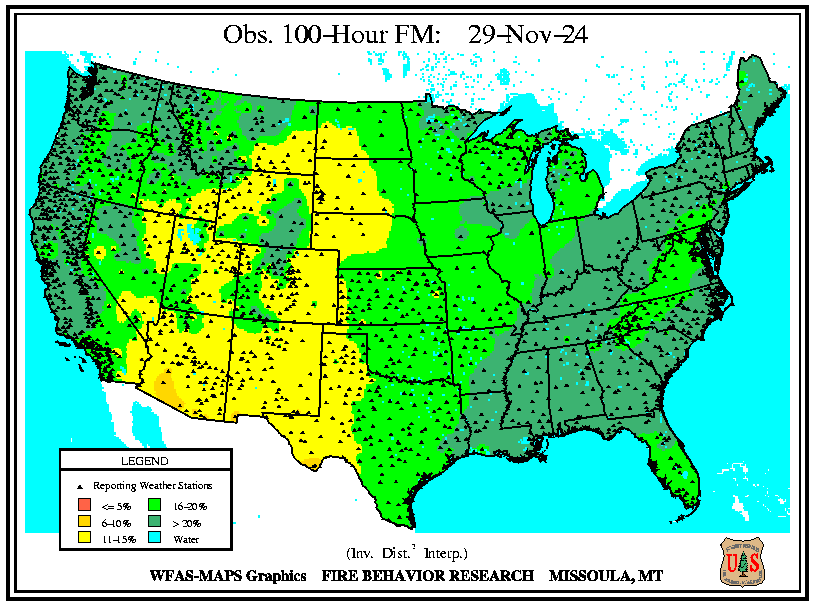 Obs. 100-Hour FM: 29-Nov-24
LEGEND
Reporting Weather Stations
<= 5% 16-20%
6-10% > 20%
11-15% Water
(Inv. Dist.² Interp.)
WFAS-MAPS Graphics FIRE BEHAVIOR RESEARCH MISSOULA, MT
U S